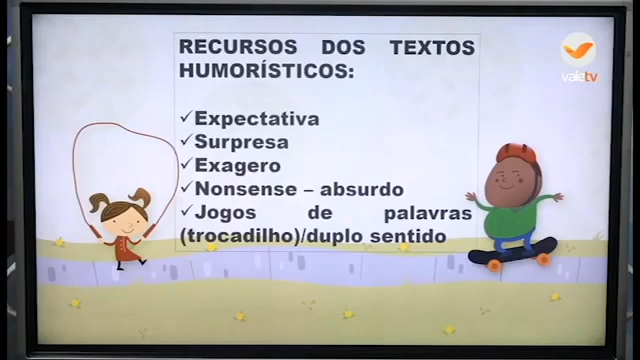 RECURSOS DOS TEXTOS
HUMORÍSTICOS:
✓Expectativa
✓Surpresa
✓Exagero
✓Nonsense – absurdo
✓Jogos de palavras
(trocadilho)/duplo sentido
valetv